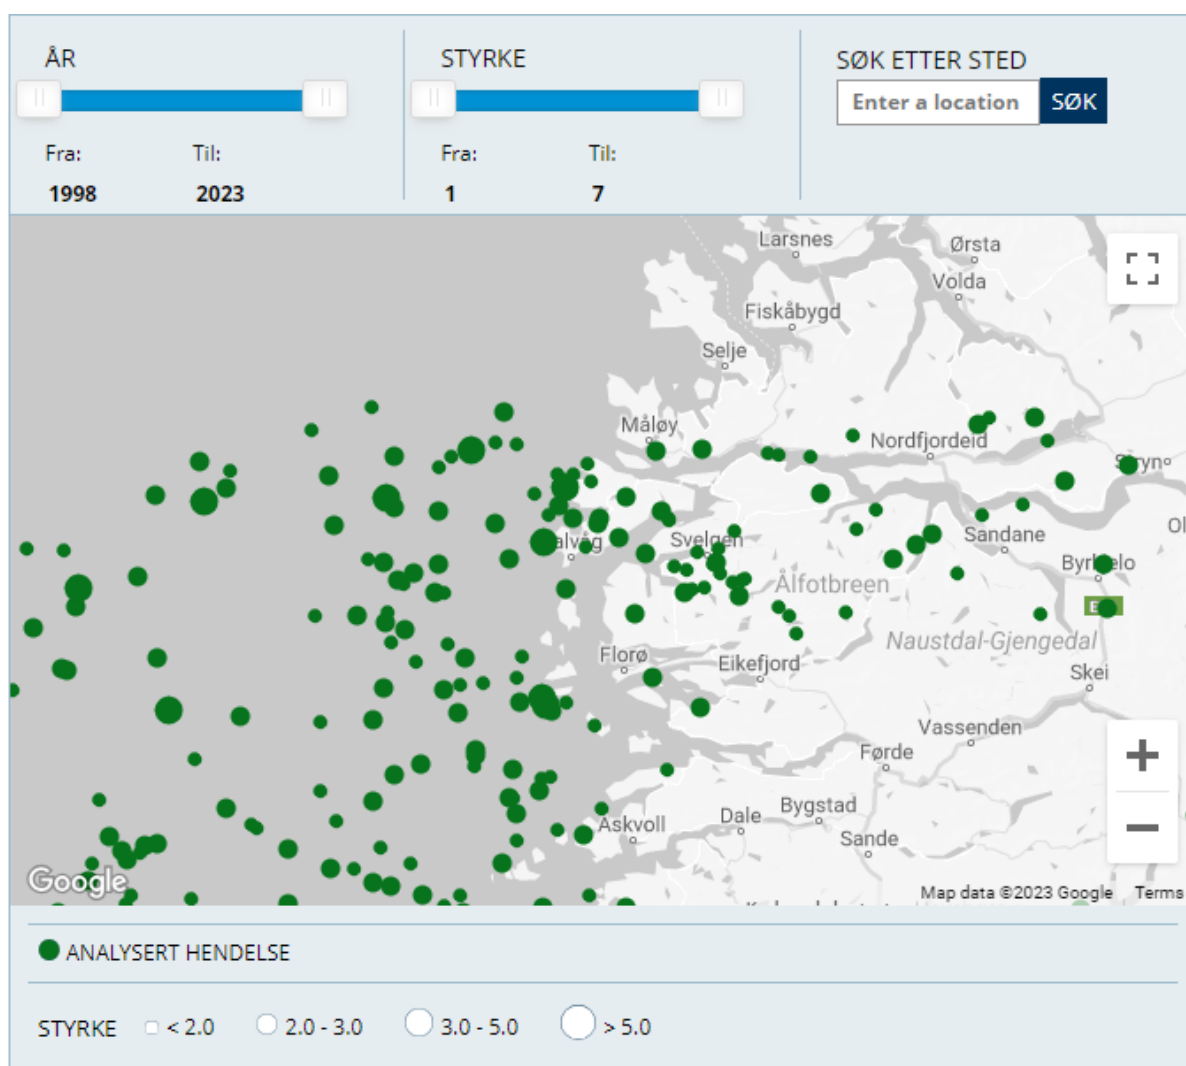 ÅR
STYRKE
SØK ETTER STED
Enter a location
SØK
Fra:
Til:
Fra:
Til:
1998
2023
1
7
Larsnes
Ørsta
Volda
Fiskåbygd
Selje
Måløy
Nordfjordeid
Svelgen
Sandane
Ålfotbreen
Naustdal-Gjengedal
Florø
Eikefjord
Skei
Vassenden
Førde
Askvoll
Dale
Bygstad
Sande
Google
Map data ©2023 Google
Terms
ANALYSERT HENDELSE
STYRKE
< 2.0
2.0 - 3.0
3.0 - 5.0
> 5.0